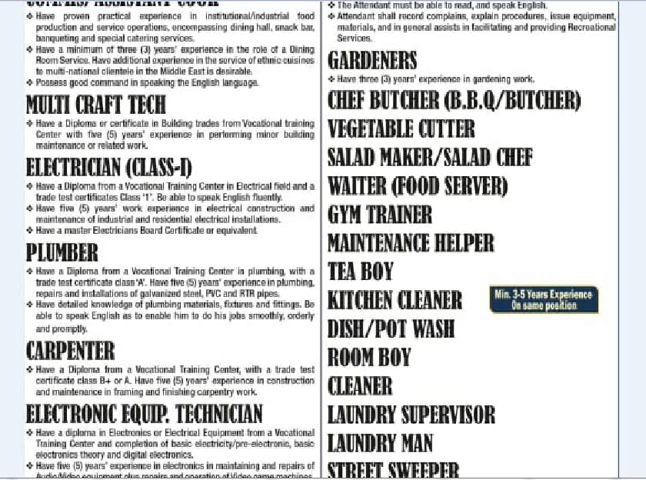 COMMIS/ ASSISTANT COOK
❖ Have proven practical experience in institutional/industrial food
production and service operations, encompassing dining hall, snack bar,
banqueting and special catering services.
❖ Have a minimum of three (3) years' experience in the role of a Dining
Room Service. Have additional experience in the service of ethnic cuisines
to multi-national clientele in the Middle East is desirable.
❖ Possess good command in speaking the English language.
MULTI CRAFT TECH
❖ Have a Diploma or certificate in Building trades from Vocational training
Center with five (5) years' experience in performing minor building
maintenance or related work.
ELECTRICIAN (CLASS-I)
❖ Have a Diploma from a Vocational Training Center in Electrical field and a
trade test certificates Class '1'. Be able to speak English fluently.
❖ Have five (5) years' work experience in electrical construction and
maintenance of industrial and residential electrical installations.
❖ Have a master Electricians Board Certificate or equivalent.
PLUMBER
❖ Have a Diploma from a Vocational Training Center in plumbing, with a
trade test certificate class 'A'. Have five (5) years' experience in plumbing,
repairs and installations of galvanized steel, PVC and RTR pipes.
❖ Have detailed knowledge of plumbing materials, fixtures and fittings. Be
able to speak English as to enable him to do his jobs smoothly, orderly
and promptly.
CARPENTER
❖ Have a Diploma from a Vocational Training Center, with a trade test
certificate class B+ or A. Have five (5) years' experience in construction
and maintenance in framing and finishing carpentry work.
ELECTRONIC EQUIP. TECHNICIAN
❖ Have a diploma in Electronics or Electrical Equipment from a Vocational
Training Center and completion of basic electricity/pre-electronic, basic
electronics theory and digital electronics.
❖ Have five (5) years' experience in electronics in maintaining and repairs of
Audio/Video equipment plus repairs and operation of Video game machines.
❖ The Attendant must be able to read, and speak English.
❖ Attendant shall record complains, explain procedures, issue equipment,
materials, and in general assists in facilitating and providing Recreational
Services.
GARDENERS
❖ Have three (3) years' experience in gardening work.
CHEF BUTCHER (B.B.Q/BUTCHER)
VEGETABLE CUTTER
SALAD MAKER/SALAD CHEF
WAITER (FOOD SERVER)
GYM TRAINER
MAINTENANCE HELPER
TEA BOY
KITCHEN CLEANER
Min. 3-5 Years Experience
On same position
DISH/POT WASH
ROOM BOY
CLEANER
LAUNDRY SUPERVISOR
LAUNDRY MAN
STREET SWEEPER